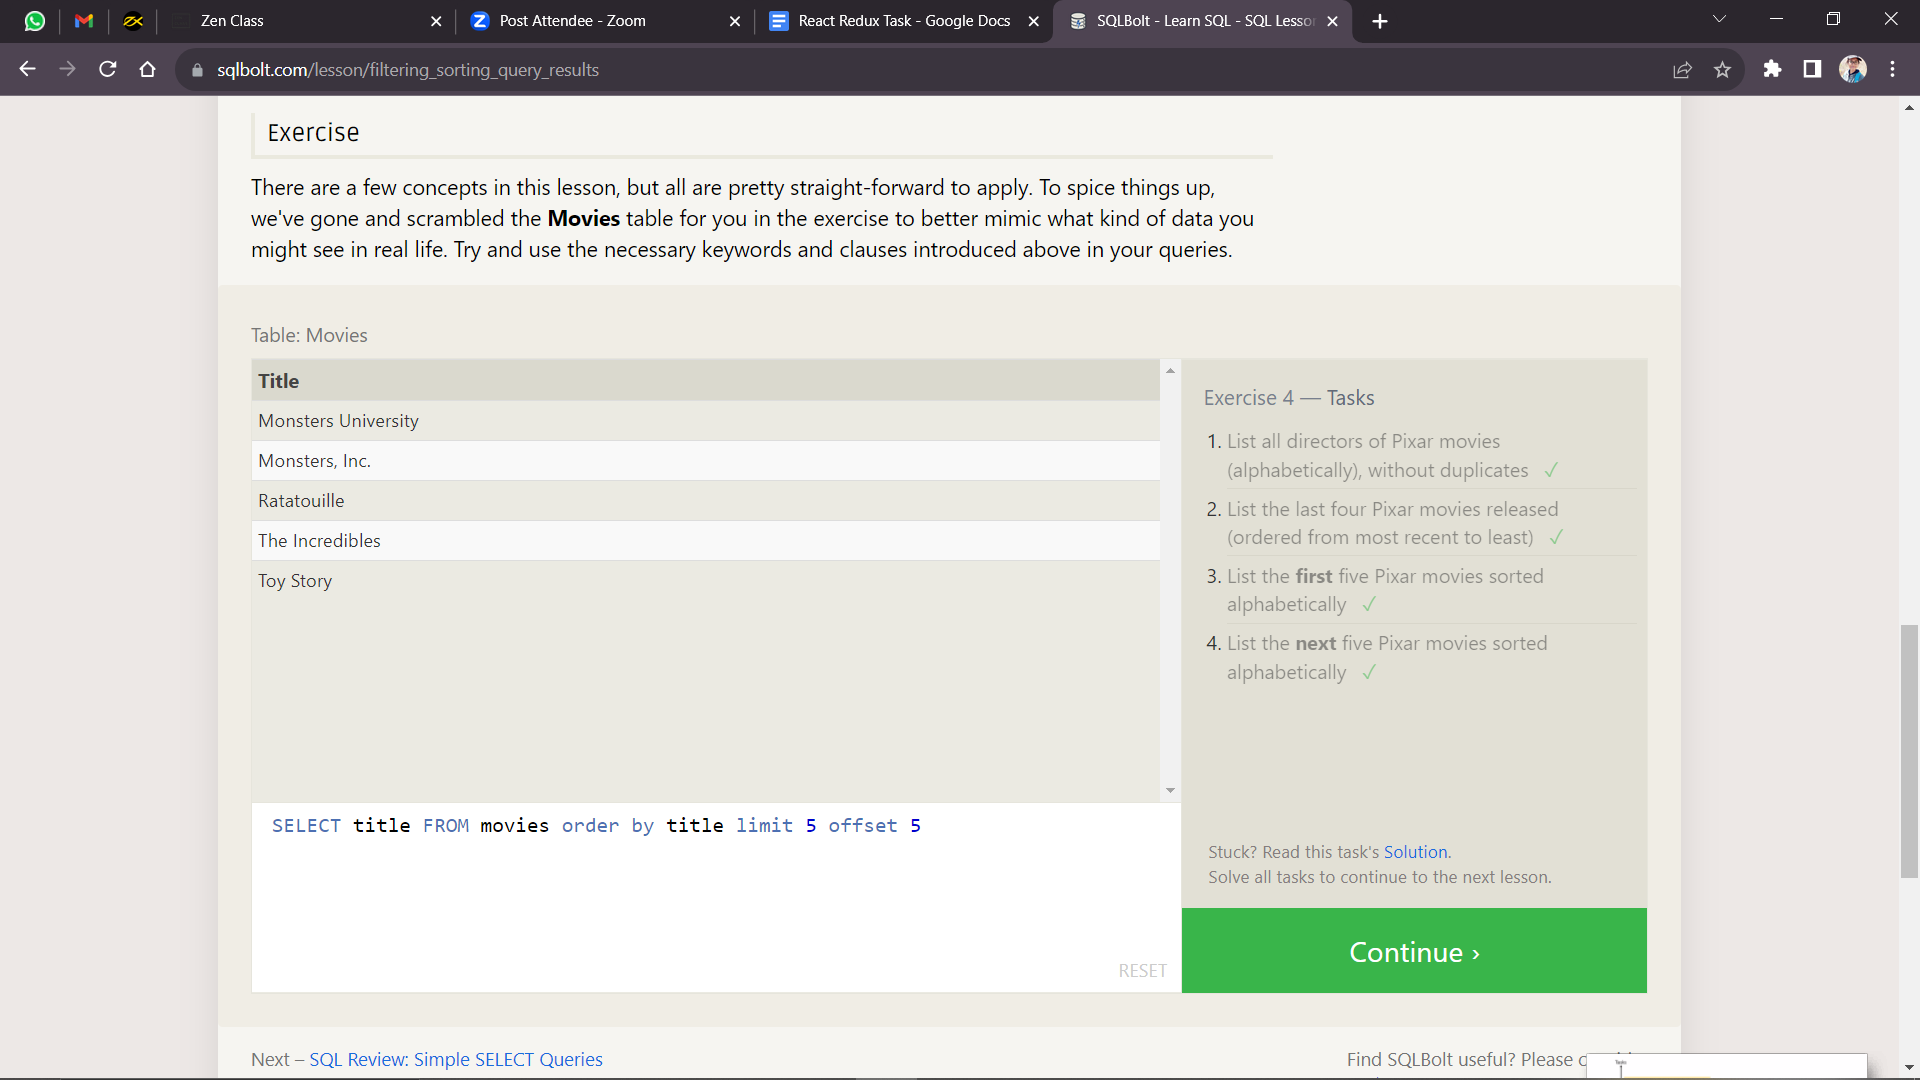 Zen Class
Post Attendee - Zoom
React Redux Task - Google Docs
SQLBolt - Learn SQL - SQL Lesso
sqlbolt.com/lesson/filtering_sorting_query_results
Exercise
There are a few concepts in this lesson, but all are pretty straight-forward to apply. To spice things up,
we've gone and scrambled the Movies table for you in the exercise to better mimic what kind of data you
might see in real life. Try and use the necessary keywords and clauses introduced above in your queries.
Table: Movies
Title
Monsters University
Monsters, Inc.
Ratatouille
The Incredibles
Toy Story
SELECT title FROM movies order by title limit 5 offset 5
RESET
Exercise 4 — Tasks
1. List all directors of Pixar movies
(alphabetically), without duplicates ✓
2. List the last four Pixar movies released
(ordered from most recent to least) ✓
3. List the first five Pixar movies sorted
alphabetically ✓
4. List the next five Pixar movies sorted
alphabetically ✓
Stuck? Read this task's Solution.
Solve all tasks to continue to the next lesson.
Continue ›
Next – SQL Review: Simple SELECT Queries
Find SQLBolt useful? Please